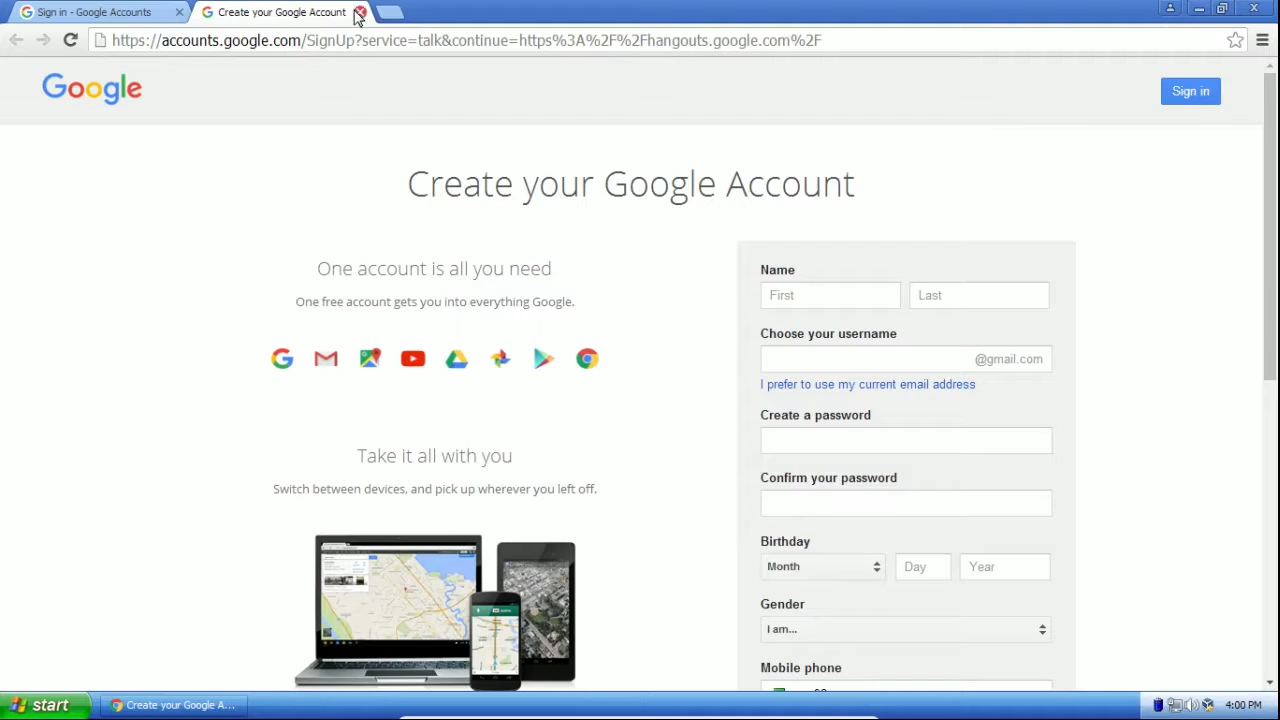 Sign in - Google Accounts
Create your Google Account
https://accounts.google.com/SignUp?service=talk&continue=https%3A%2F%2Fhangouts.google.com%2F
Google
Sign in
Create your Google Account
One account is all you need
One free account gets you into everything Google.
Take it all with you
Switch between devices, and pick up wherever you left off.
Name
First Last
Choose your username
@gmail.com
I prefer to use my current email address
Create a password
Confirm your password
Birthday
Month Day Year
Gender
I am...
Mobile phone
start
Create your Google A...
4:00 PM